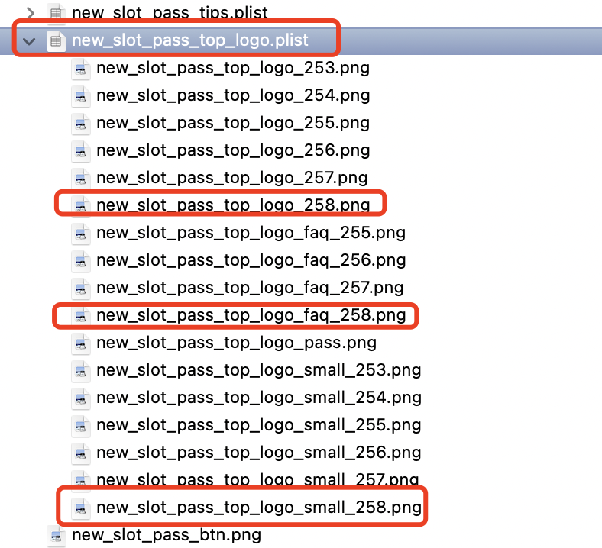 new_slot_pass_tips.plist
new_slot_pass_top_logo.plist
new_slot_pass_top_logo_253.png
new_slot_pass_top_logo_254.png
new_slot_pass_top_logo_255.png
new_slot_pass_top_logo_256.png
new_slot_pass_top_logo_257.png
new_slot_pass_top_logo_258.png
new_slot_pass_top_logo_faq_255.png
new_slot_pass_top_logo_faq_256.png
new_slot_pass_top_logo_faq_257.png
new_slot_pass_top_logo_faq_258.png
new_slot_pass_top_logo_pass.png
new_slot_pass_top_logo_small_253.png
new_slot_pass_top_logo_small_254.png
new_slot_pass_top_logo_small_255.png
new_slot_pass_top_logo_small_256.png
new_slot_pass_top_logo_small_257.png
new_slot_pass_top_logo_small_258.png
new_slot_pass_btn.png